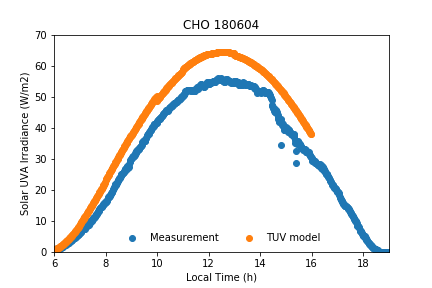 CHO 180604
Solar UVA Irradiance (W/m2)
70
60
50
40
30
20
10
0
Measurement TUV model
6 8 10 12 14 16 18
Local Time (h)